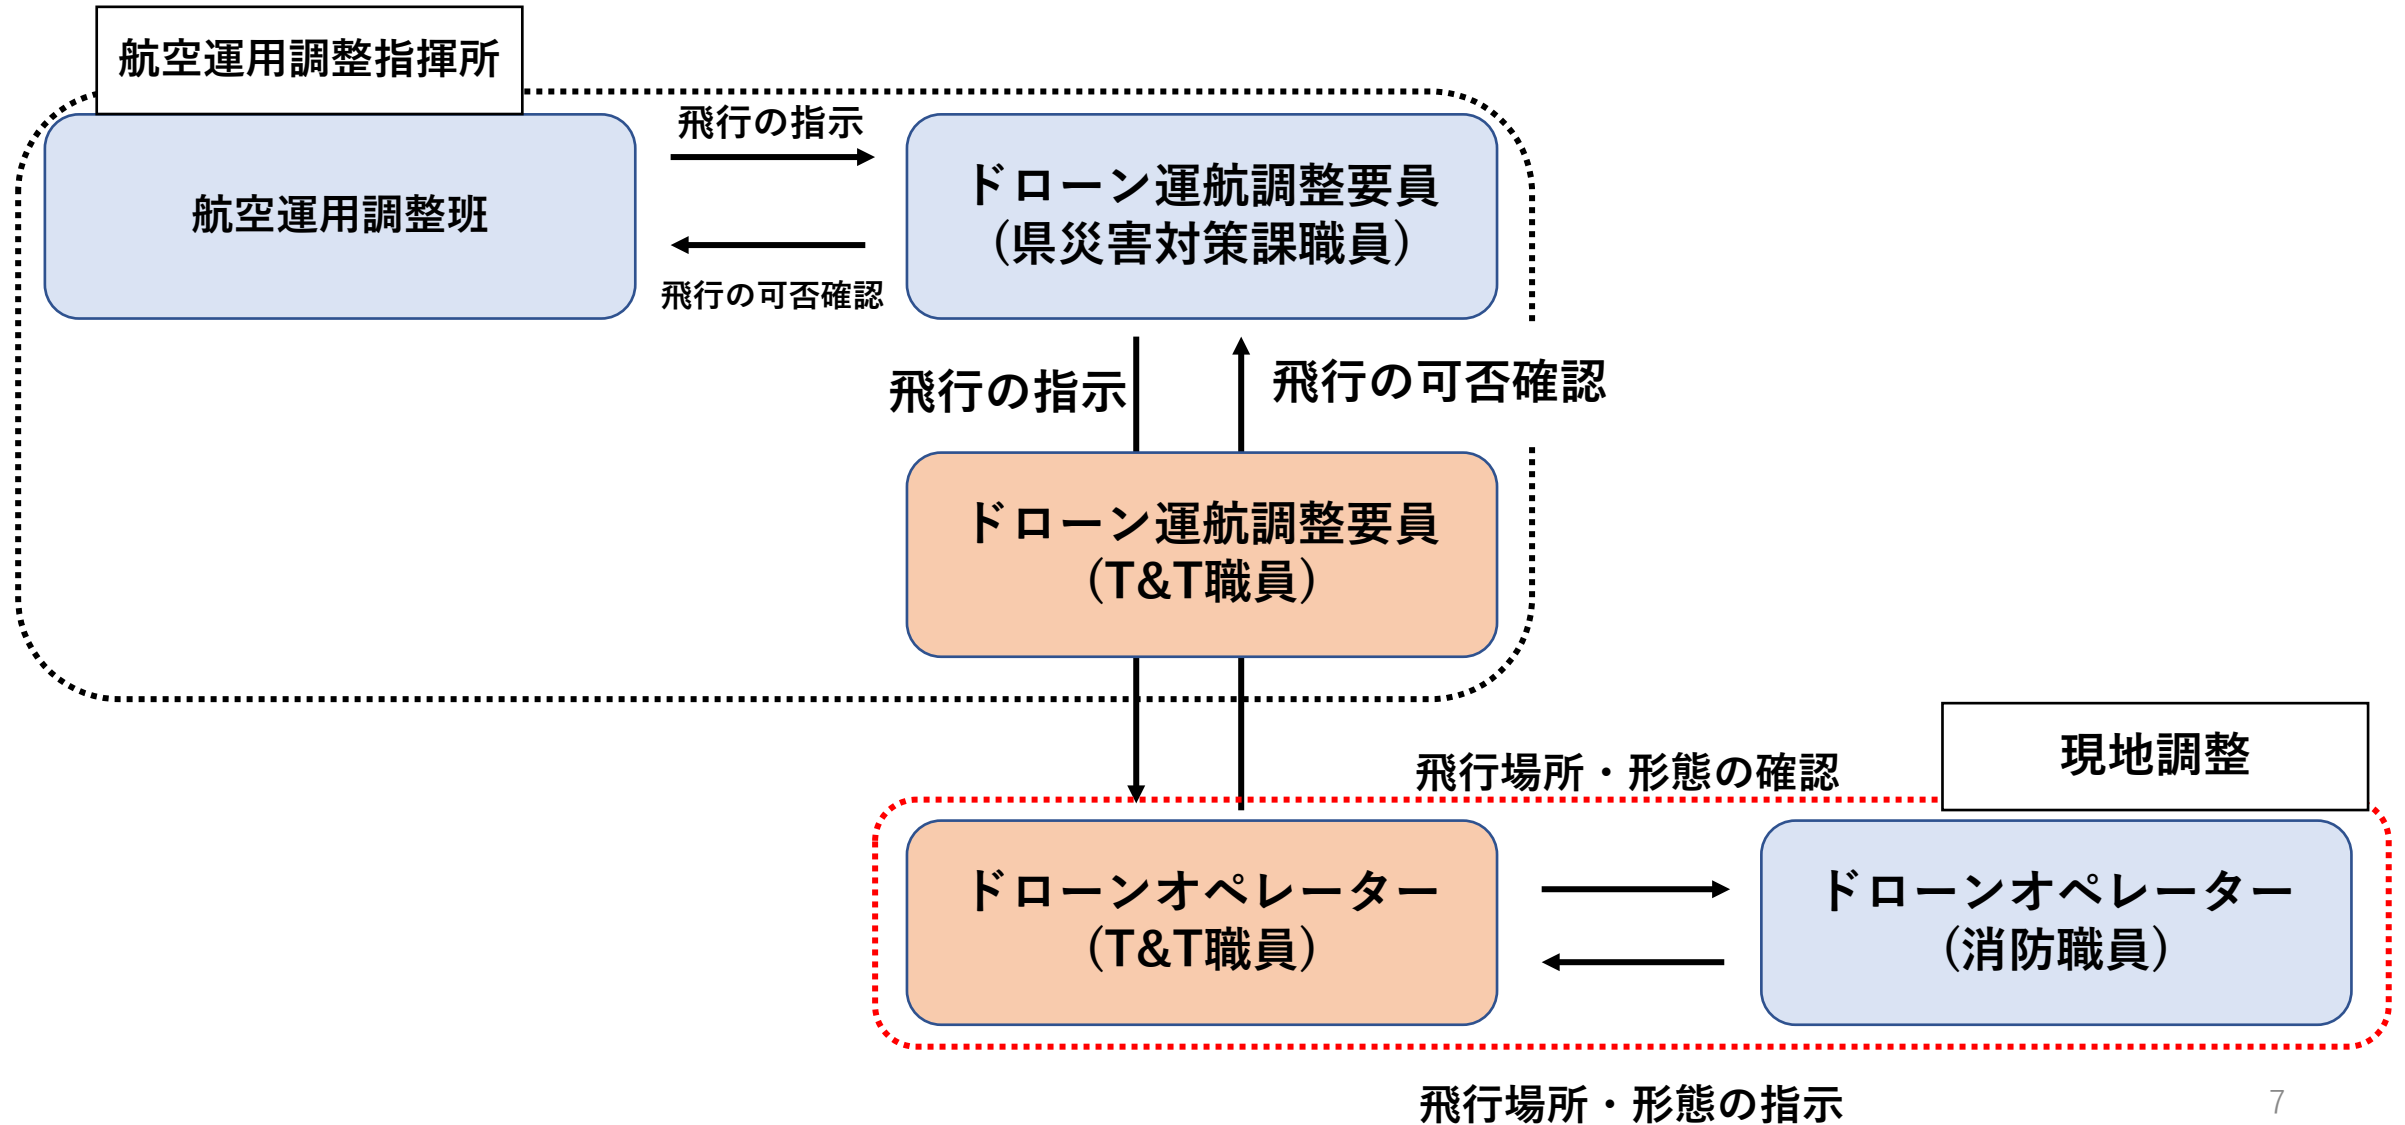 航空運用調整指揮所
飛行の指示
航空運用調整班
ドローン運航調整要員
（県災害対策課職員）
飛行の可否確認
飛行の指示
飛行の可否確認
ドローン運航調整要員
（T&T職員）
現地調整
飛行場所・形態の確認
ドローンオペレーター
（T&T職員）
ドローンオペレーター
（消防職員）
飛行場所・形態の指示
7